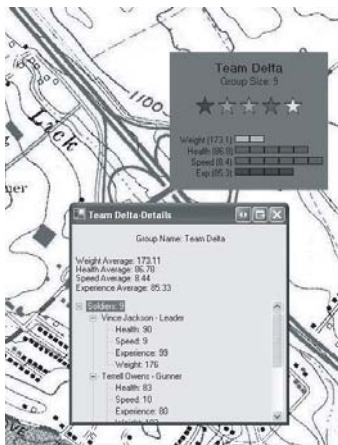 Team Delta
Group Size: 9
1100
Lick
Weight (173.1)
Health (86.8)
Speed (8.4)
Exp (85.3)
ner
Team Delta-Details
Group Name: Team Delta
Weight Average: 173.11
Health Average: 86.78
Speed Average: 8.44
Experience Average: 85.33
Soldiers: 9
Vince Jackson - Leader
Health: 90
Speed: 9
Experience: 99
Weight: 176
Terrell Owens - Gunner
Health: 83
Speed: 10
Experience: 80